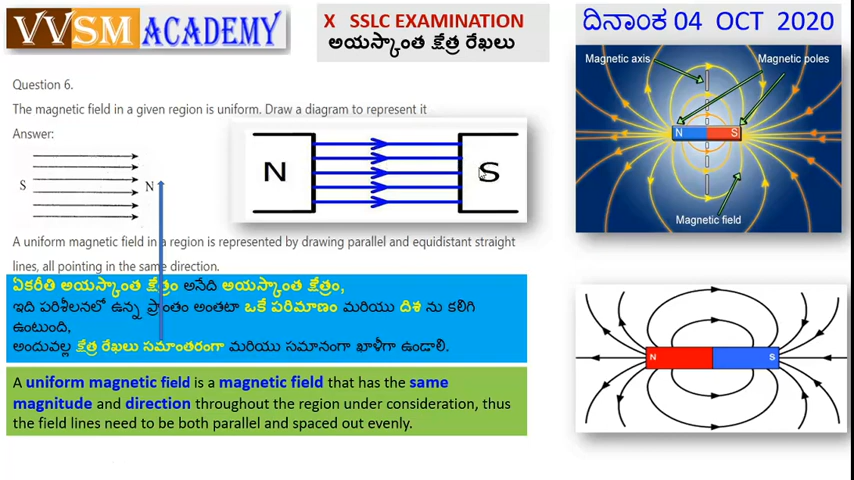 VVSM ACADEMY
X SSLC EXAMINATION
అయస్కాంత క్షేత్ర రేఖలు
ದಿನಾಂಕ 04 OCT 2020
Question 6.
The magnetic field in a given region is uniform. Draw a diagram to represent it
Answer:
S N
N S
A uniform magnetic field in a region is represented by drawing parallel and equidistant straight
lines, all pointing in the same direction.
ఏకరీతి అయస్కాంత క్షేత్రం అనేది అయస్కాంత క్షేత్రం,
ఇది పరిశీలనలో ఉన్న ప్రాంతం అంతటా ఒకే పరిమాణం మరియు దిశ ను కలిగి
ఉంటుంది,
అందువల్ల క్షేత్ర రేఖలు సమాంతరంగా మరియు సమానంగా ఖాళీగా ఉండాలి.
A uniform magnetic field is a magnetic field that has the same
magnitude and direction throughout the region under consideration, thus
the field lines need to be both parallel and spaced out evenly.
Magnetic axis
Magnetic poles
N S
Magnetic field
N S